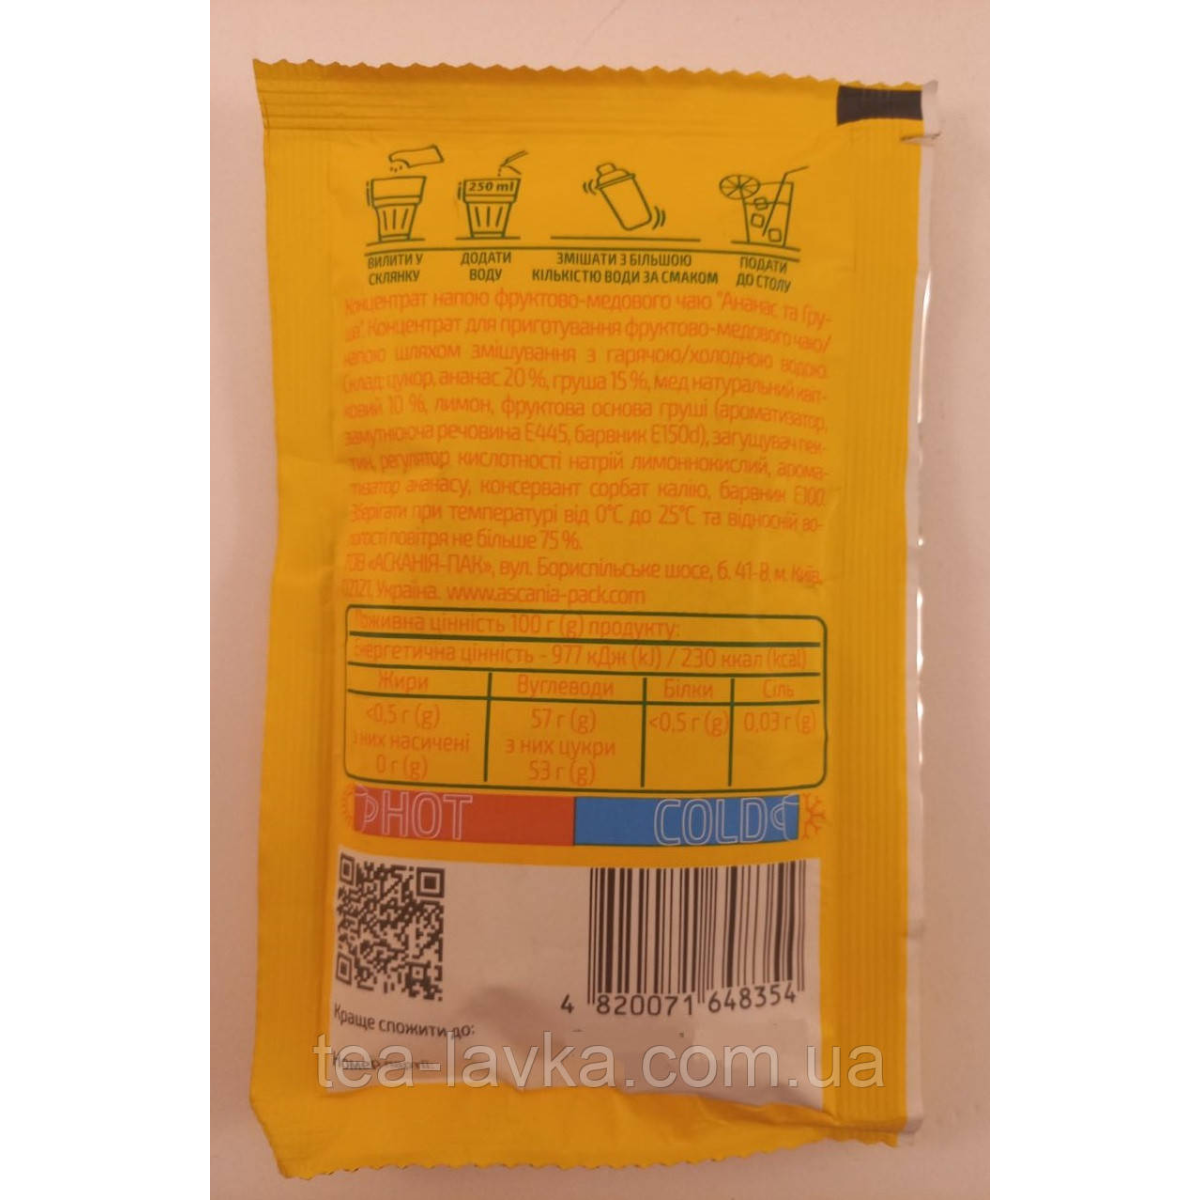 250 ml
ВИЛИТИ У
СКЛЯНКУ
ДОДАТИ
ВОДУ
ЗМІШАТИ З БІЛЬШОЮ
КІЛЬКІСТЮ ВОДИ ЗА СМАКОМ
ПОДАТИ
ДО СТОЛУ
Концентрат напою фруктово-медового чаю "Ананас та Гру-
ша". Концентрат для приготування фруктово-медового чаю/
напою шляхом змішування з гарячою/холодною водою.
Склад: цукор, ананас 20 %, груша 15 %, мед натуральний квіт-
ковий 10 %, лимон, фруктова основа груші (ароматизатор,
замутнююча речовина Е445, барвник Е150d), загущувач пек-
тин, регулятор кислотності натрій лимоннокислий, арома-
тизатор ананасу, консервант сорбат калію, барвник Е100.
Зберігати при температурі від 0°С до 25°С та відносній во-
логості повітря не більше 75 %.
ТОВ «АСКАНІЯ-ПАК», вул. Бориспільське шосе, б. 41-8. м. Київ,
02121, Україна. www.ascania-pack.com
Поживна цінність 100 г (g) продукту:
Енергетична цінність - 977 кДж (kJ) / 230 ккал (kcal)
Жири Вуглеводи Білки Сіль
<0,5 г (g) 57 г (g) <0,5 г (g) 0,03 г (g)
з них насичені з них цукри
0 г (g) 53 г (g)
HOT COLD
4 820071 648354
Краще спожити до:
Номер партії:
tea-lavka.com.ua